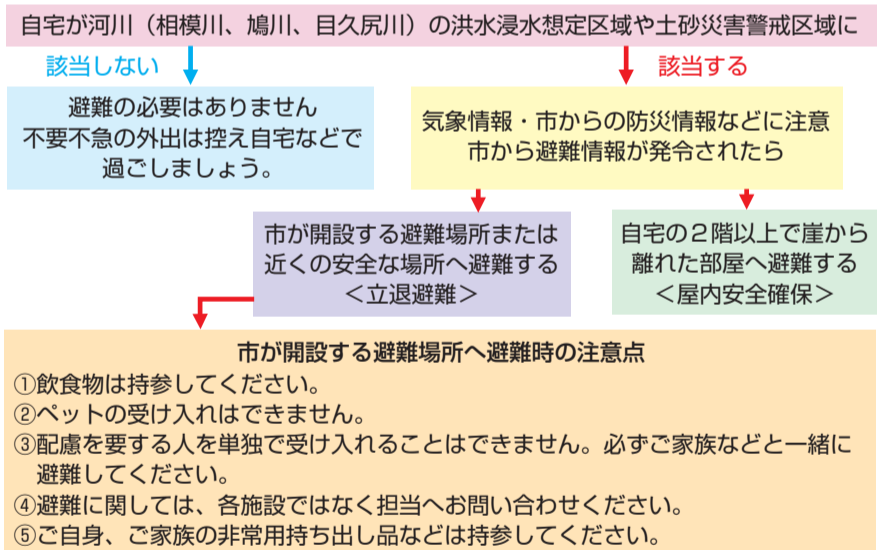 自宅が河川（相模川、鳩川、目久尻川）の洪水浸水想定区域や土砂災害警戒区域に
該当しない
該当する
避難の必要はありません
不要不急の外出は控え自宅などで
過ごしましょう。
気象情報・市からの防災情報などに注意
市から避難情報が発令されたら
市が開設する避難場所または
近くの安全な場所へ避難する
＜立退避難＞
自宅の２階以上で崖から
離れた部屋へ避難する
＜屋内安全確保＞
市が開設する避難場所へ避難時の注意点
①飲食物は持参してください。
②ペットの受け入れはできません。
③配慮を要する人を単独で受け入れることはできません。必ずご家族などと一緒に
避難してください。
④避難に関しては、各施設ではなく担当へお問い合わせください。
⑤ご自身、ご家族の非常用持ち出し品などは持参してください。